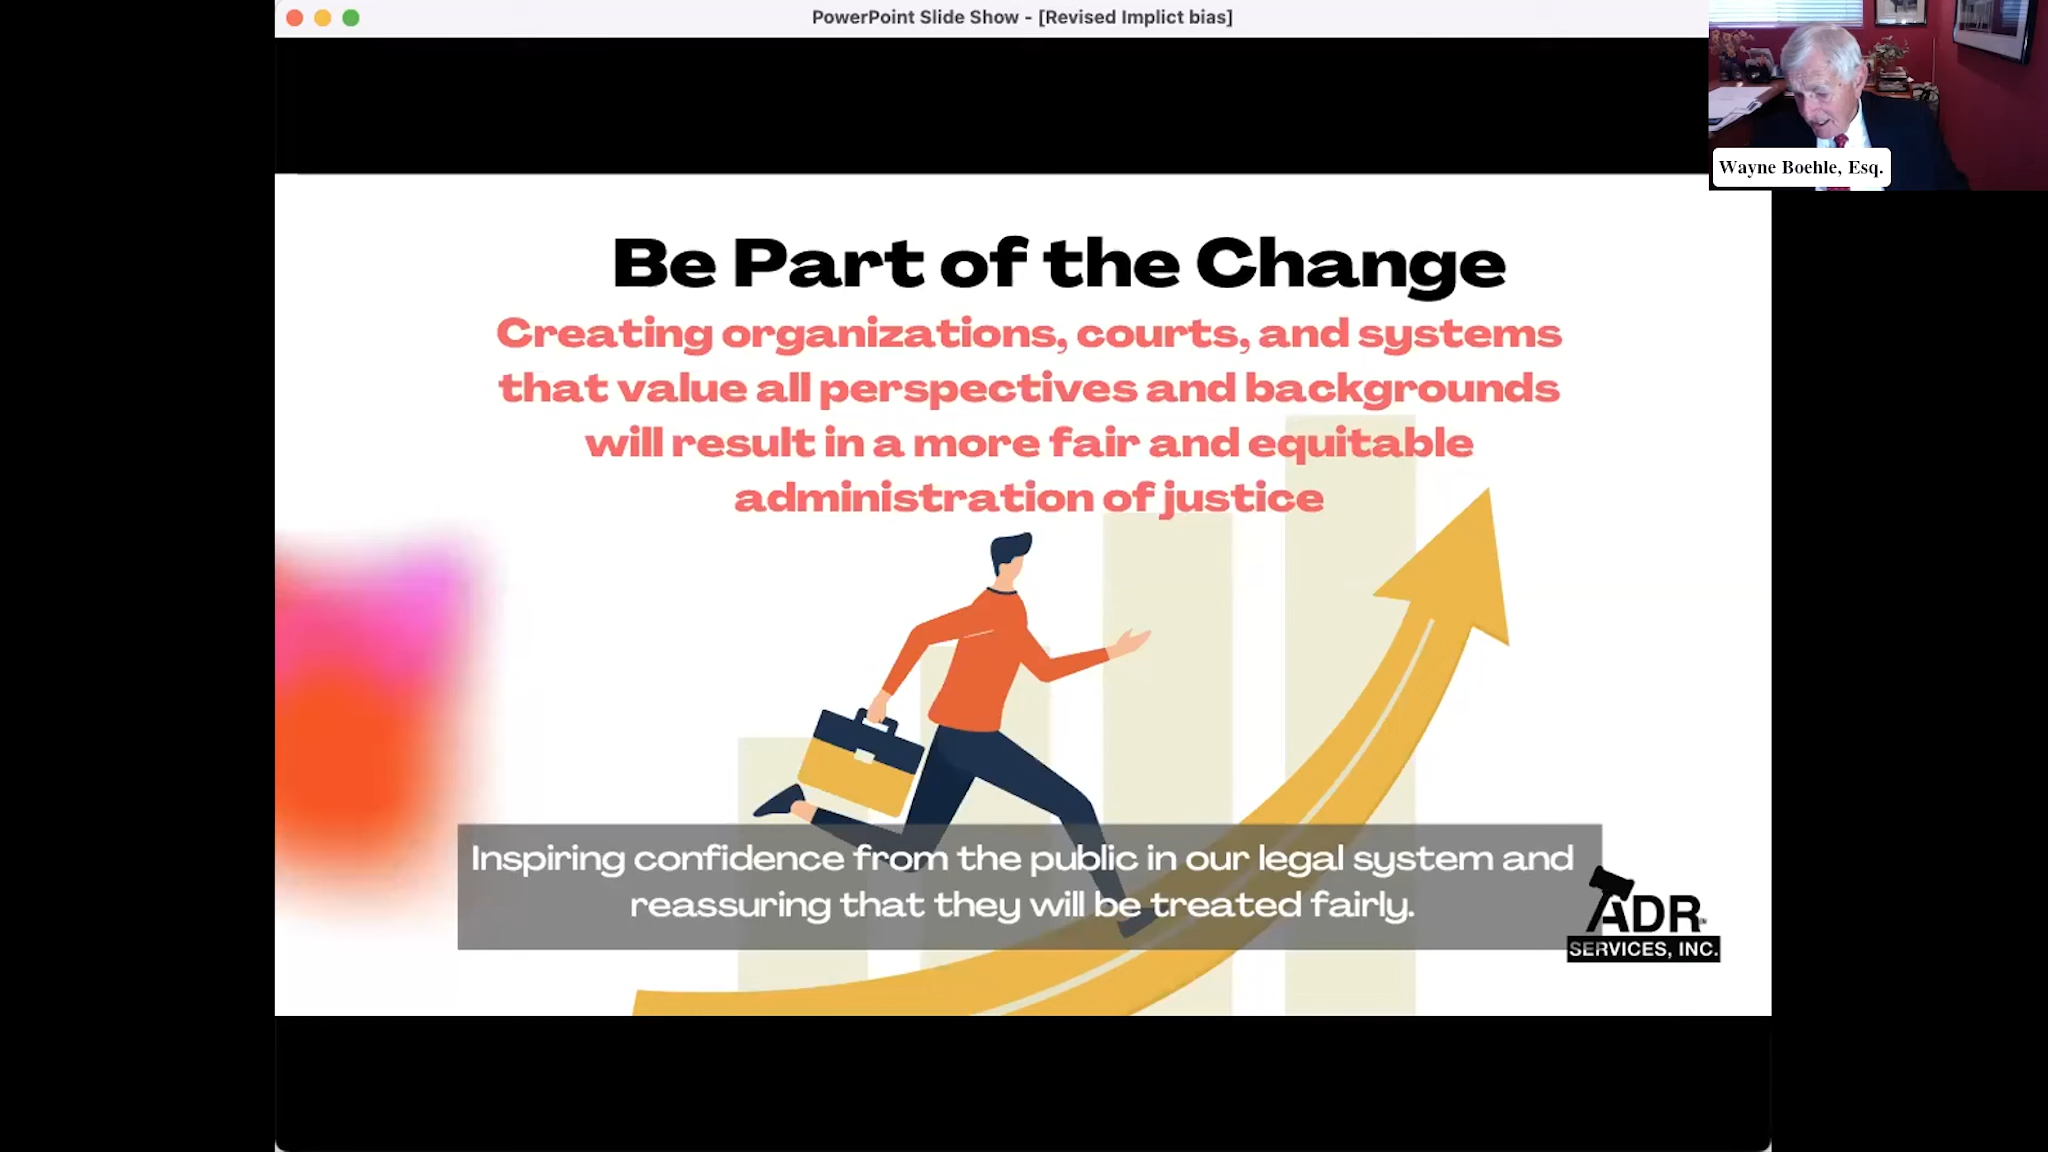 PowerPoint Slide Show - [Revised Implict bias]
Wayne Boehle, Esq.
Be Part of the Change
Creating organizations, courts, and systems
that value all perspectives and backgrounds
will result in a more fair and equitable
administration of justice
Inspiring confidence from the public in our legal system and
reassuring that they will be treated fairly.
ADR
SERVICES, INC.